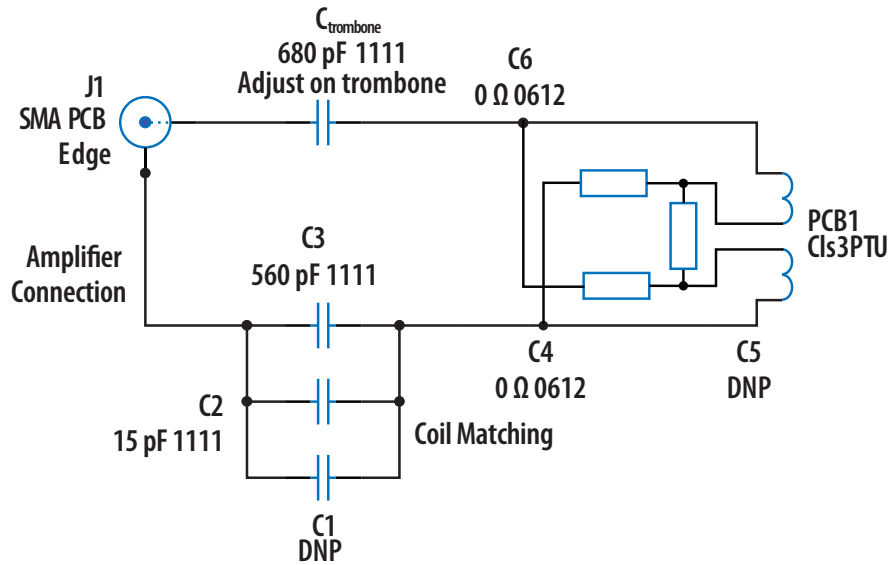 C trombone
680 pF 1111
Adjust on trombone
J1
SMA PCB
Edge
C6
0 Ω 0612
PCB1
Cls3PTU
Amplifier
Connection
C3
560 pF 1111
C2
15 pF 1111
Coil Matching
C1
DNP
C4
0 Ω 0612
C5
DNP